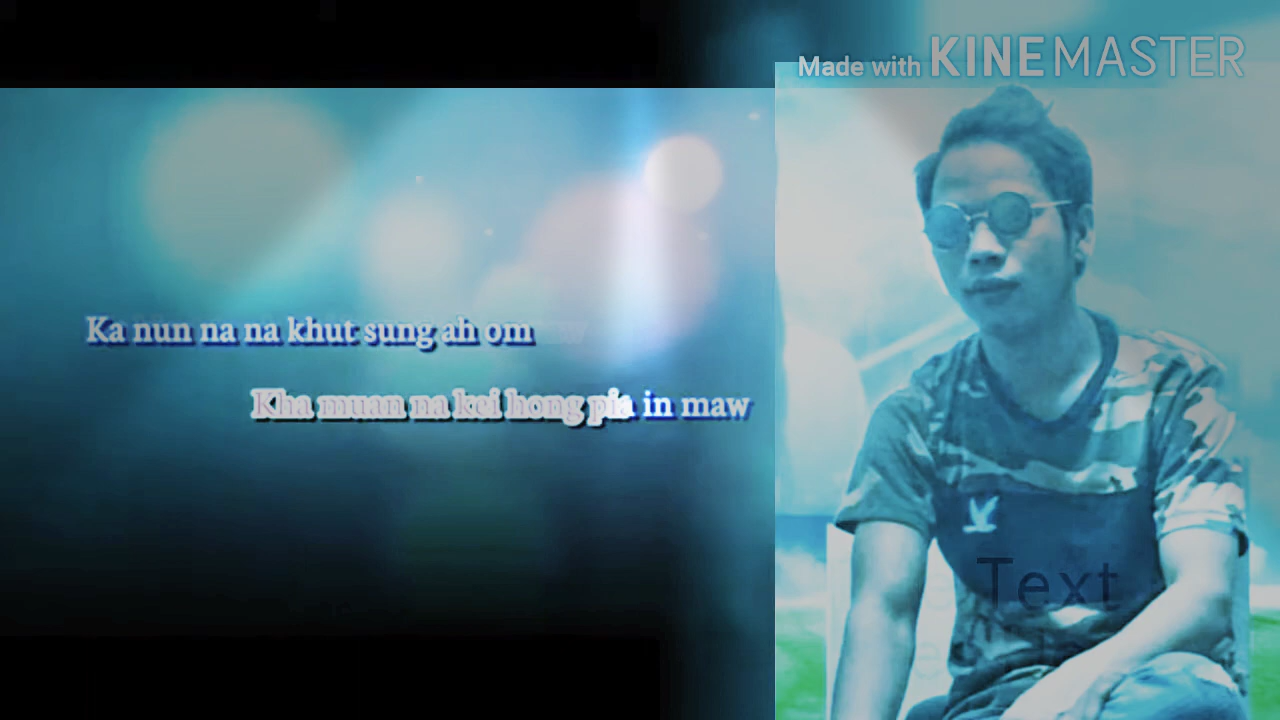 Made with KINEMASTER
Ka nun na na khut sung ah om
Kha muan na kei hong pia in maw
Text